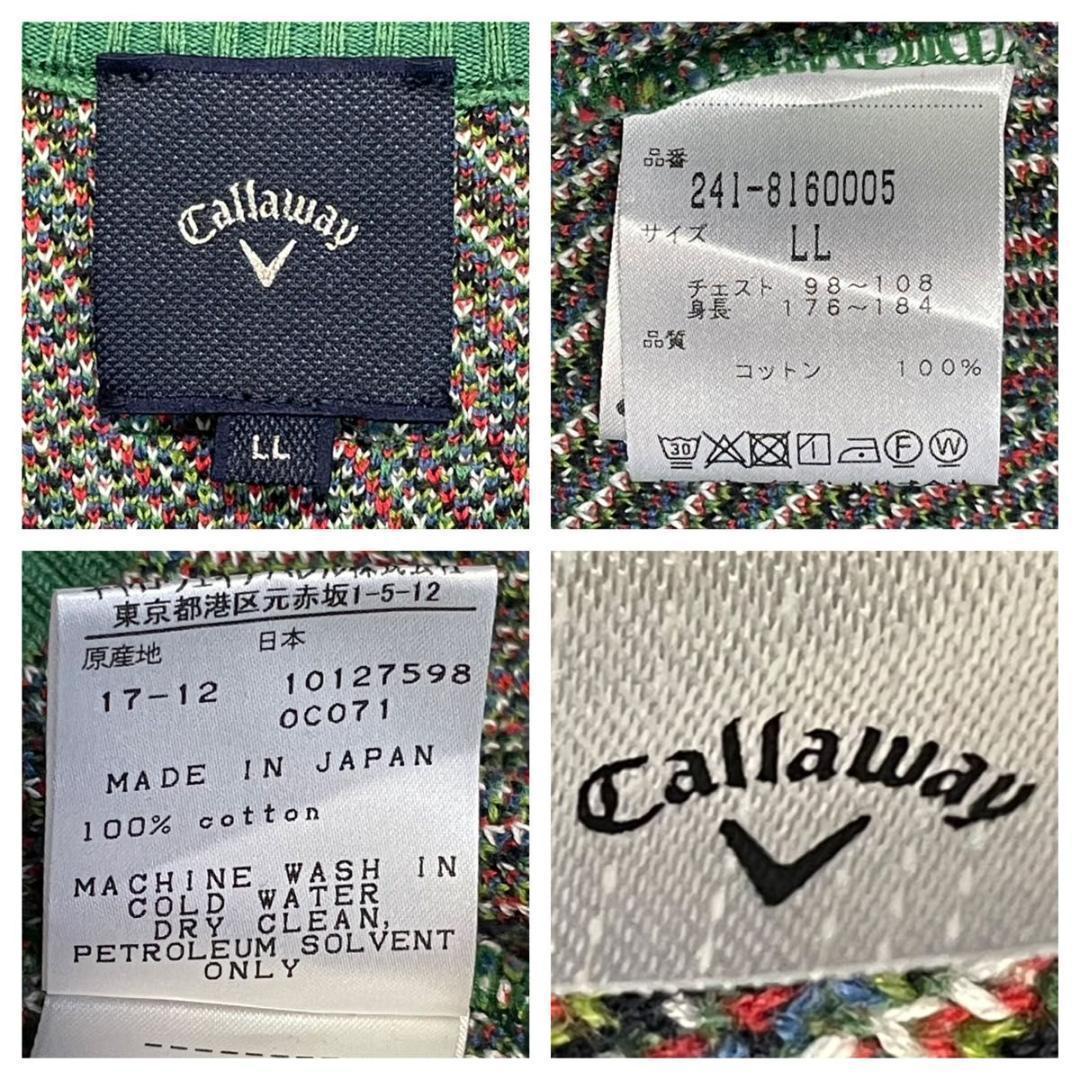 Callaway
LL
品番
241-8160005
サイズ LL
チェスト 98〜108
身長 176〜184
品質
コットン 100%
30
F W
東京都港区元赤坂1-5-12
原産地 日本
17-12 10127598
0C071
MADE IN JAPAN
100% cotton
MACHINE WASH IN
COLD WATER
DRY CLEAN,
PETROLEUM SOLVENT
ONLY
Callaway